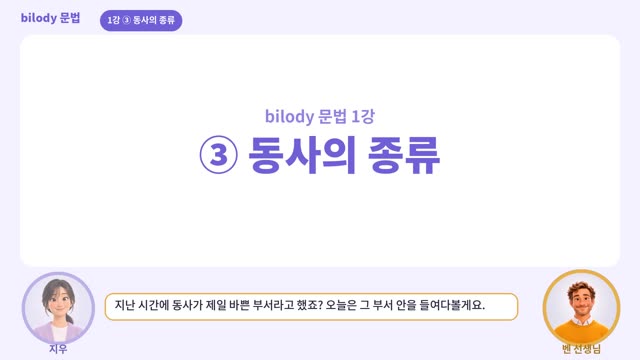 bilody 문법
1강 ③ 동사의 종류
bilody 문법 1강
③ 동사의 종류
지난 시간에 동사가 제일 바쁜 부서라고 했죠? 오늘은 그 부서 안을 들여다볼게요.
지우
벤 선생님